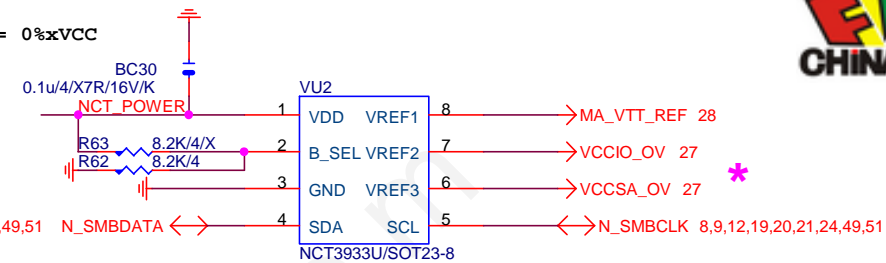 = 0%xVCC
BC30
0.1u/4/X7R/16V/K
NCT_POWER
VU2
CHiNA
1 VDD VREF1 8 MA_VTT_REF 28
R63 8.2K/4/X
2 B_SEL VREF2 7 VCCIO_OV 27
R62 8.2K/4
3 GND VREF3 6 VCCSA_OV 27 *
,49,51 N_SMBDATA 4 SDA SCL 5 N_SMBCLK 8,9,12,19,20,21,24,49,51
NCT3933U/SOT23-8
m